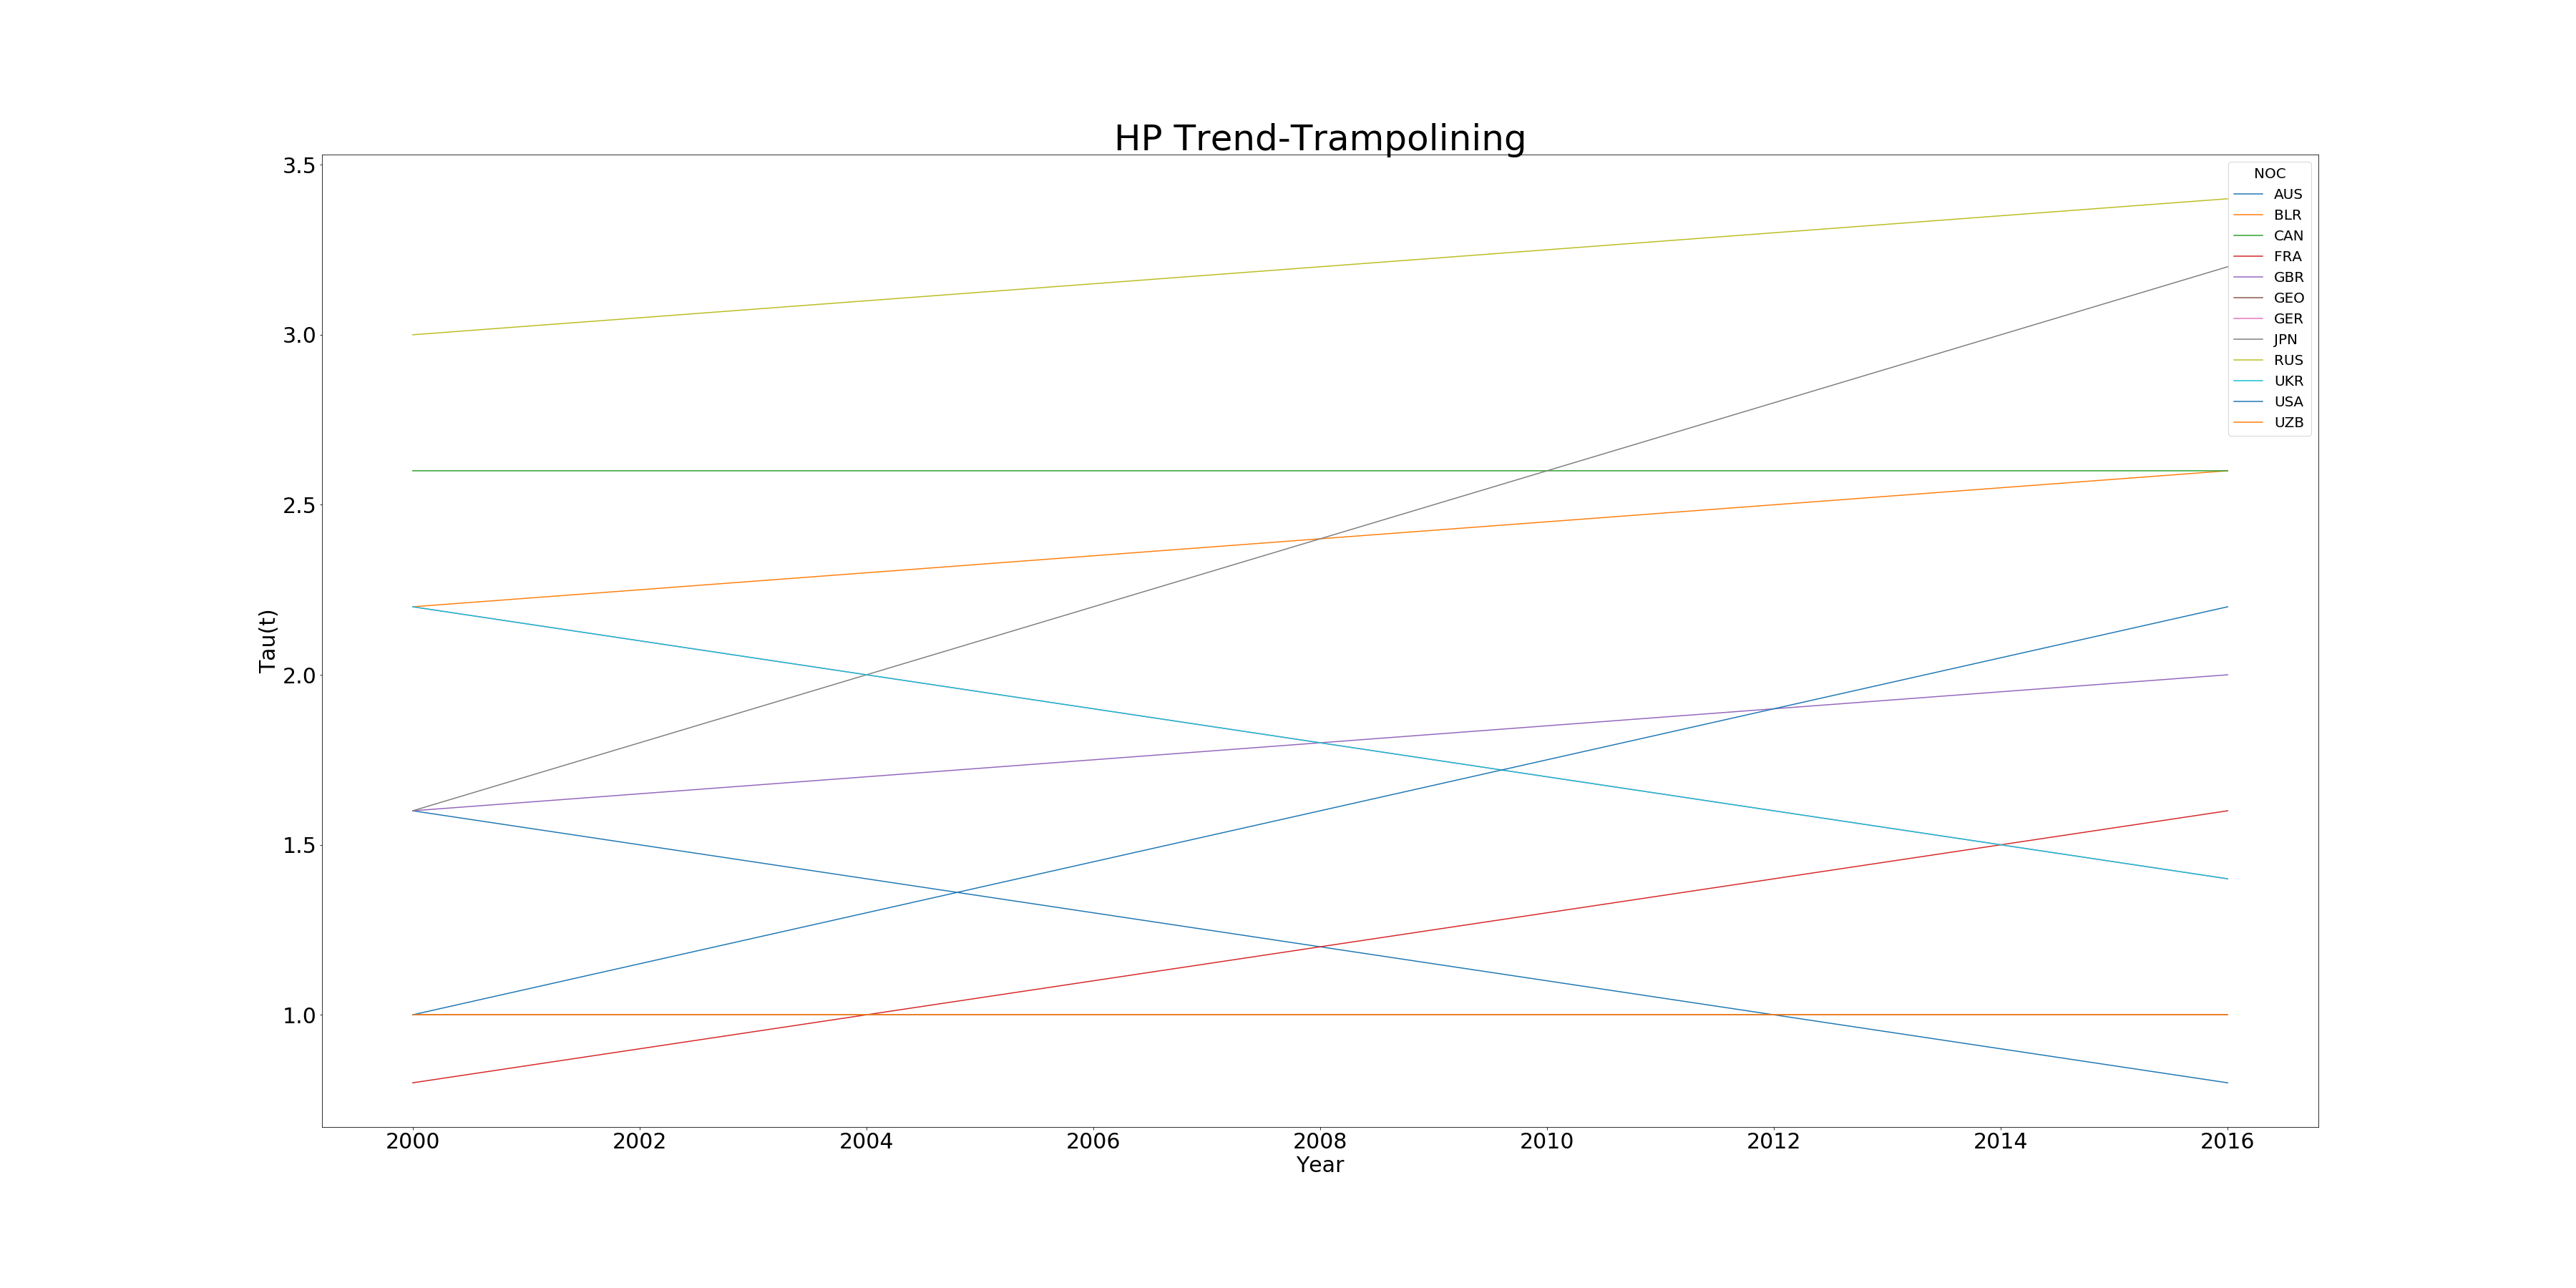 HP Trend-Trampolining
3.5
3.0
2.5
2.0
1.5
1.0
Tau(t)
2000 2002 2004 2006 2008 2010 2012 2014 2016
Year
NOC
AUS
BLR
CAN
FRA
GBR
GEO
GER
JPN
RUS
UKR
USA
UZB